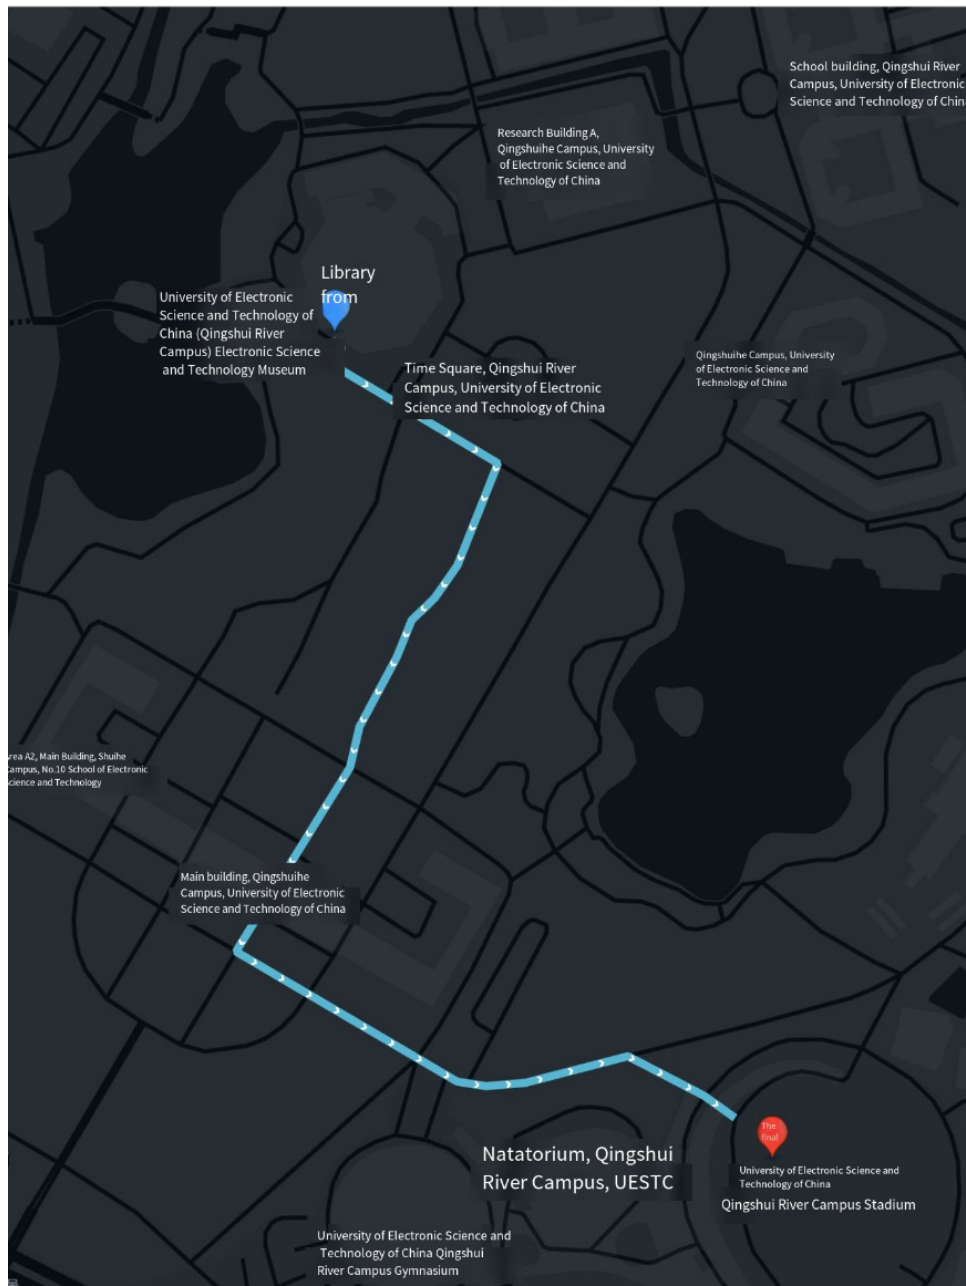 School building, Qingshui River
Campus, University of Electronic
Science and Technology of China
Research Building A,
Qingshuihe Campus, University
of Electronic Science and
Technology of China
Library
from
University of Electronic
Science and Technology of
China (Qingshui River
Campus) Electronic Science
and Technology Museum
Time Square, Qingshui River
Campus, University of Electronic
Science and Technology of China
Qingshuihe Campus, University
of Electronic Science and
Technology of China
rea A2, Main Building, Shuihe
Campus, No.10 School of Electronic
Science and Technology
Main building, Qingshuihe
Campus, University of Electronic
Science and Technology of China
The
final
Natatorium, Qingshui
River Campus, UESTC
University of Electronic Science and
Technology of China
Qingshui River Campus Stadium
University of Electronic Science and
Technology of China Qingshui
River Campus Gymnasium